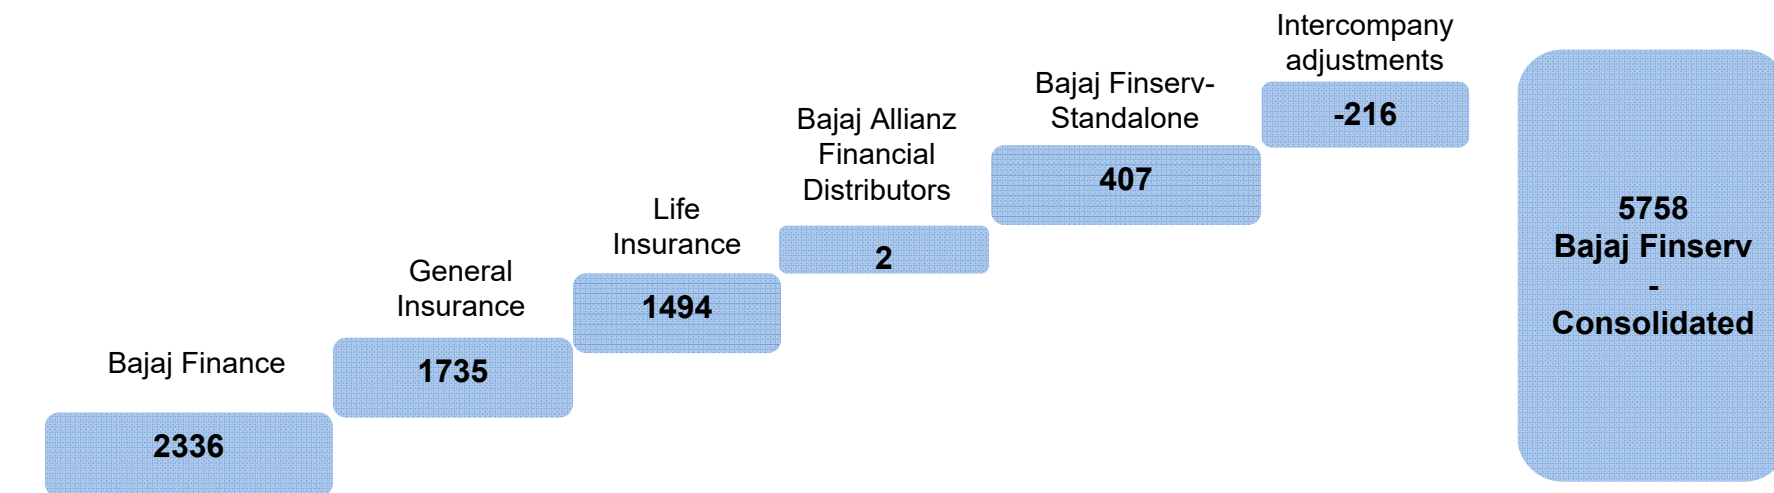 Bajaj Finance
2336
General
Insurance
1735
Life
Insurance
1494
Bajaj Allianz
Financial
Distributors
2
Bajaj Finserv-
Standalone
407
Intercompany
adjustments
-216
5758
Bajaj Finserv
-
Consolidated